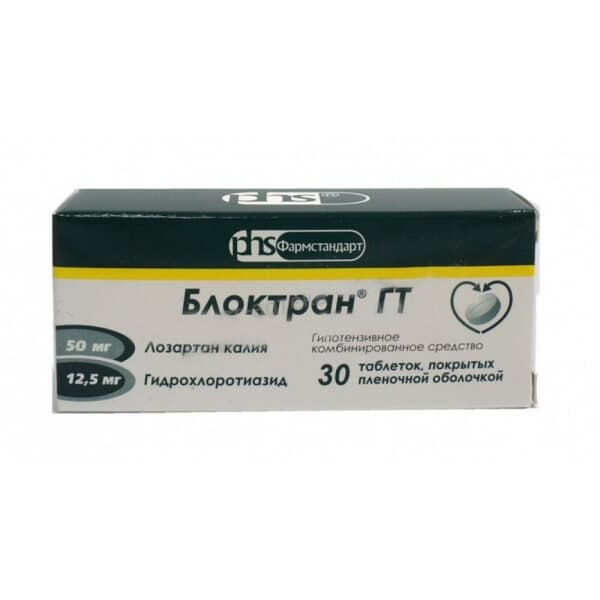 phs Фармстандарт
Блоктран® ГТ
50 мг Лозартан калия
12,5 мг Гидрохлоротиазид
Гипотензивное
комбинированное средство
30 таблеток, покрытых
пленочной оболочкой